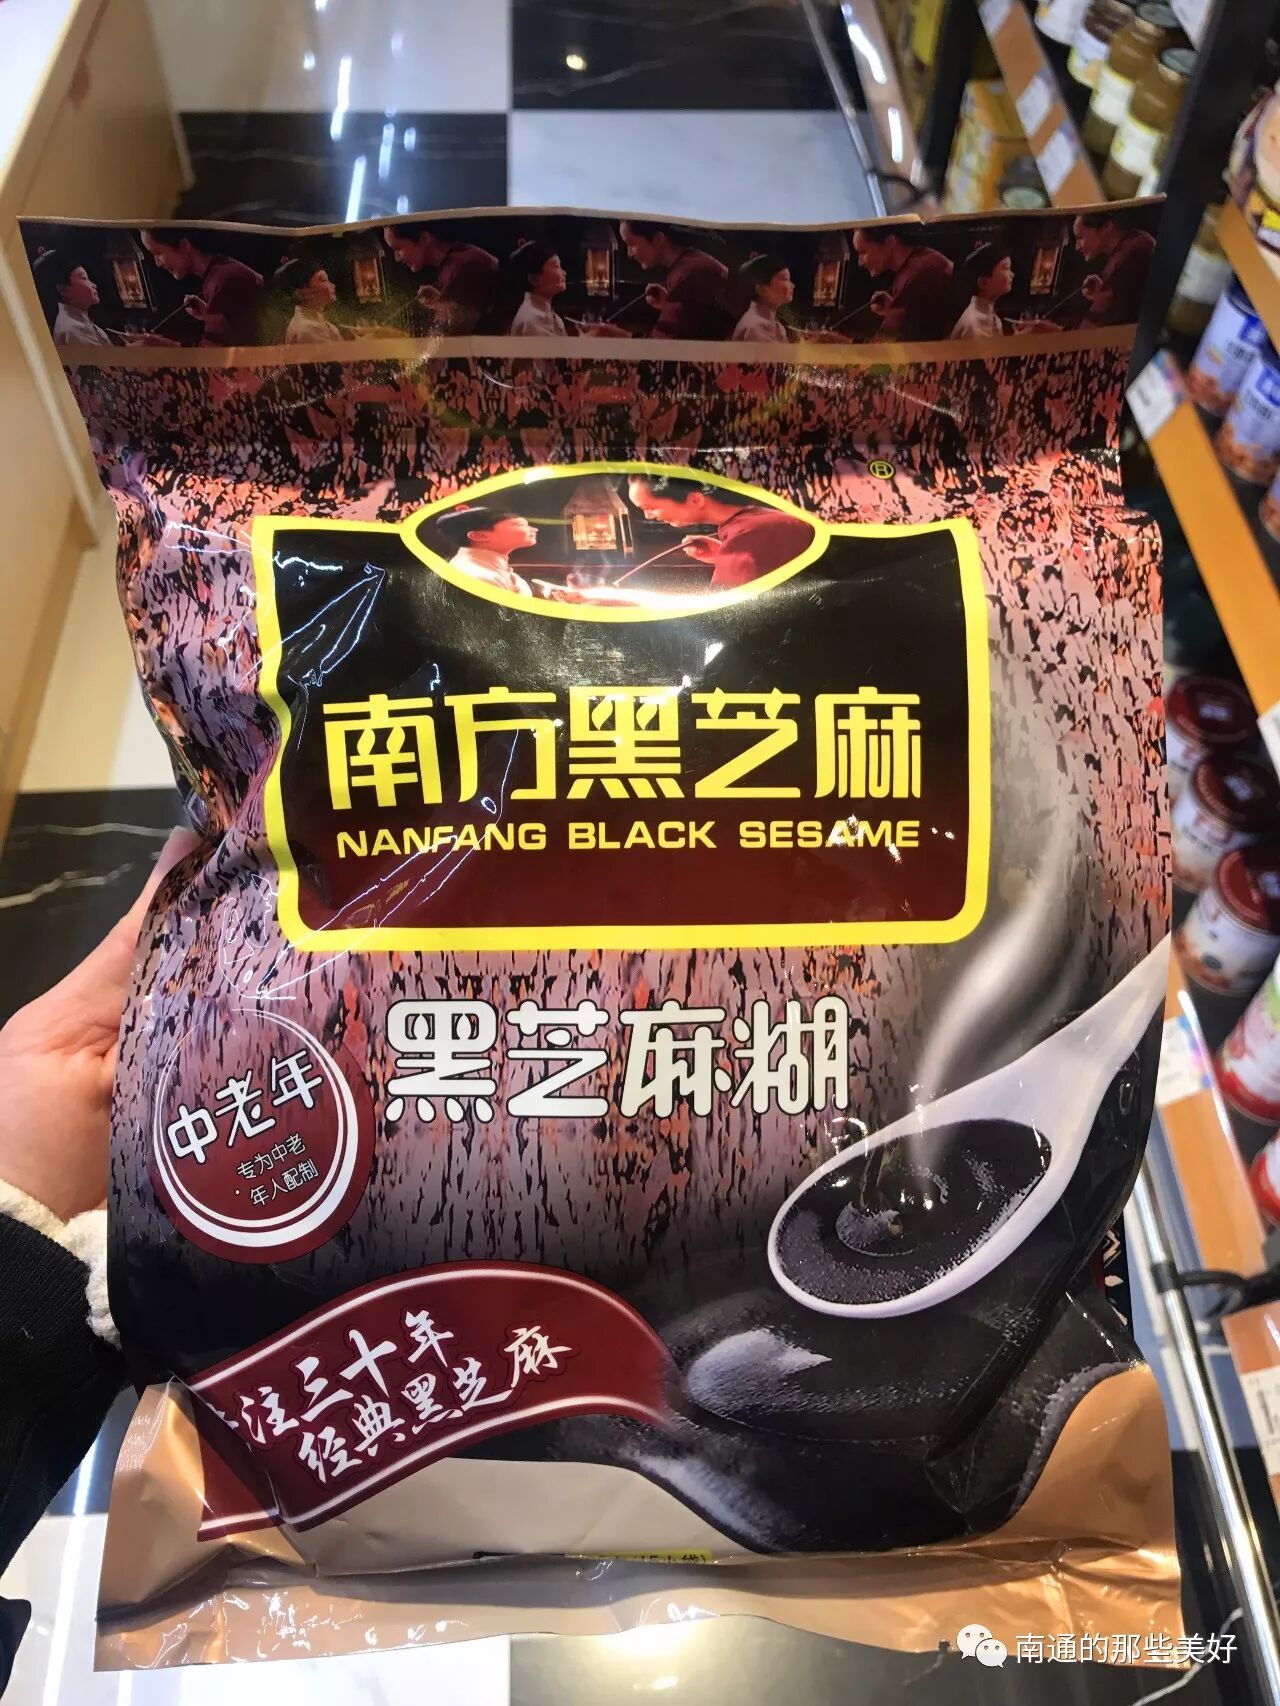 南方黑芝麻
NANFANG BLACK SESAME
黑芝麻糊
中老年
专为中老
年人配制
注三十年
经典黑芝麻
南通的那些美好